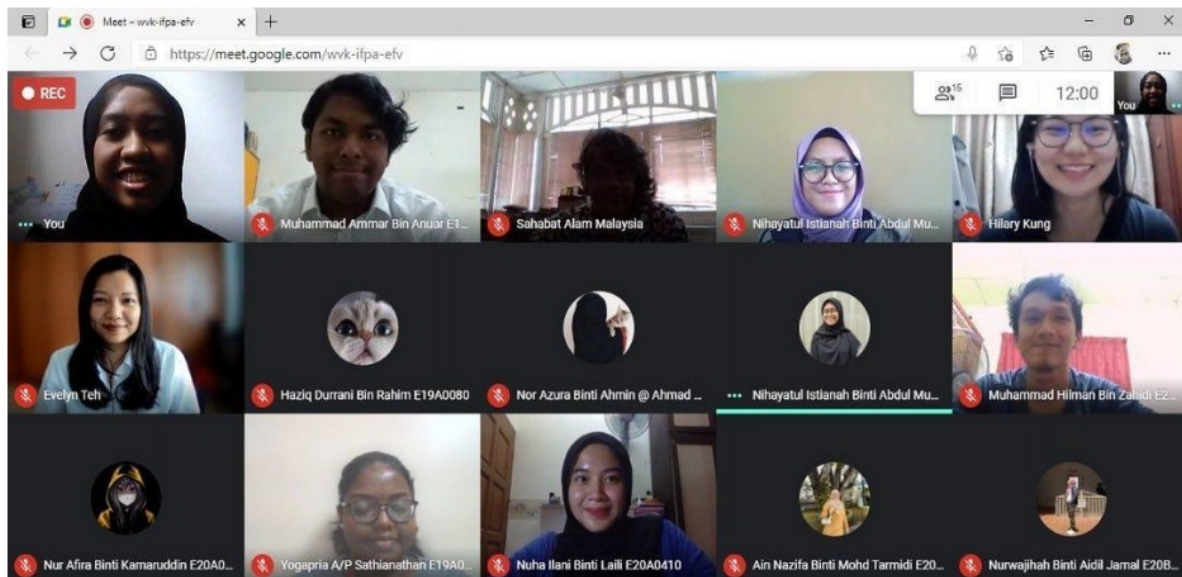 Meet – wvk-ifpa-efv
https://meet.google.com/wvk-ifpa-efv
REC
15
12:00
You
You
Muhammad Ammar Bin Anuar E1...
Sahabat Alam Malaysia
Nihayatul Istianah Binti Abdul Mu...
Hilary Kung
Evelyn Teh
Haziq Durrani Bin Rahim E19A0080
Nor Azura Binti Ahmin @ Ahmad ...
Nihayatul Istianah Binti Abdul Mu...
Muhammad Hilman Bin Zahidi E2...
Nur Afira Binti Kamaruddin E20A0...
Yogapria A/P Sathianathan E19A0...
Nuha Ilani Binti Laili E20A0410
Ain Nazifa Binti Mohd Tarmidi E20...
Nurwajihah Binti Aidil Jamal E20B...